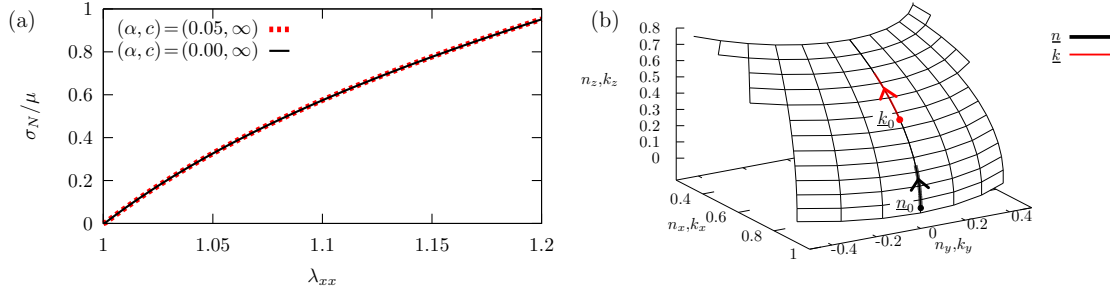 (a)
σ_N/μ
1
0.8
0.6
0.4
0.2
0
(α, c) = (0.05, ∞)
(α, c) = (0.00, ∞)
1
1.05
1.1
1.15
1.2
λ_xx
(b)
n_z,k_z
0.8
0.7
0.6
0.5
0.4
0.3
0.2
0.1
0
0.4
0.6
0.8
1
n_x,k_x
-0.4
-0.2
0
0.2
0.4
n_y,k_y
k_0
n_0
n
k